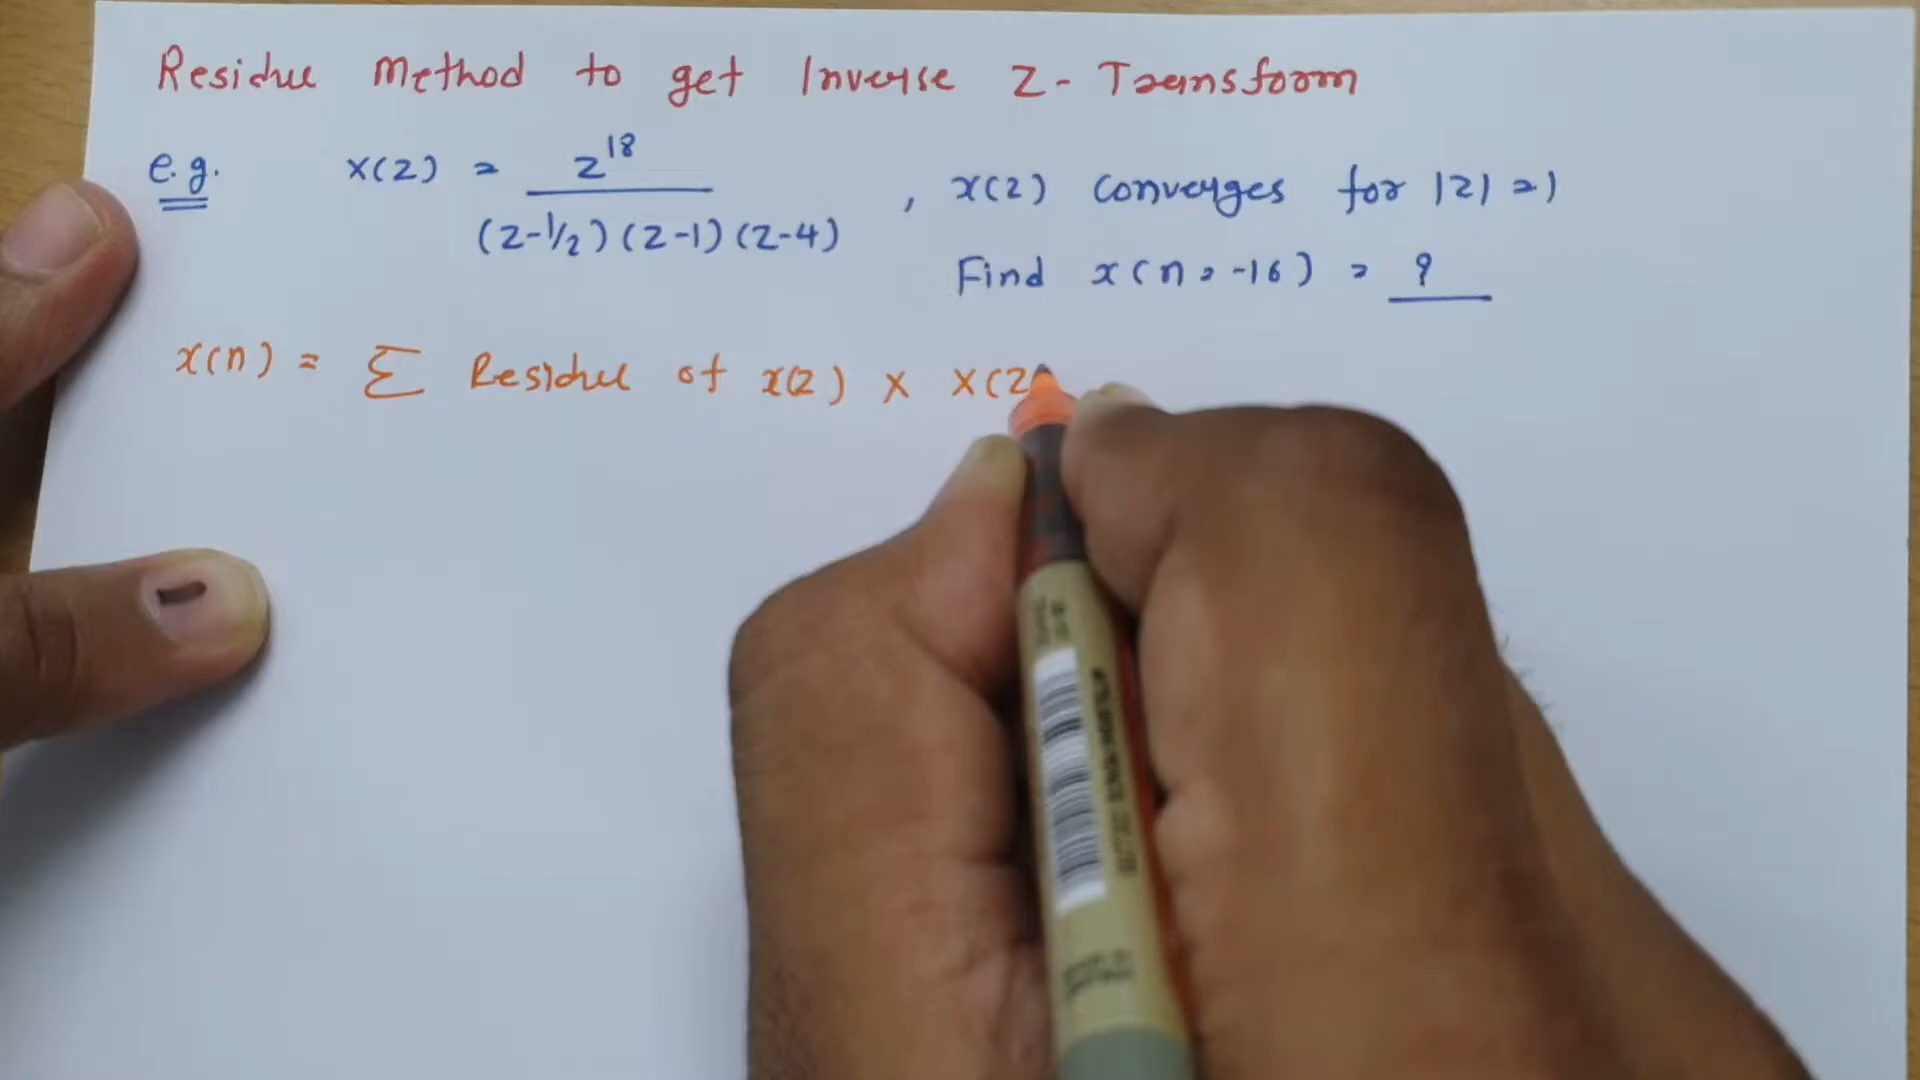 Residue Method to get Inverse Z-Transform
e.g. X(z) = z^18 / (z-1/2)(z-1)(z-4) , x(z) converges for |z| = 1
Find x(n = -16) = ?
x(n) = Σ Residue of x(z) × X(z